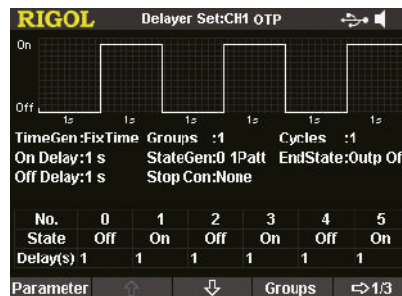 RIGOL Delayer Set:CH1 OTP
On
Off
1s 1s 1s 1s 1s 1s
TimeGen:FixTime Groups :1 Cycles :1
On Delay:1 s StateGen:0 1Patt EndState:Outp Of
Off Delay:1 s Stop Con:None
No. 0 1 2 3 4 5
State Off On Off On Off On
Delay(s) 1 1 1 1 1 1
Parameter Groups 1/3